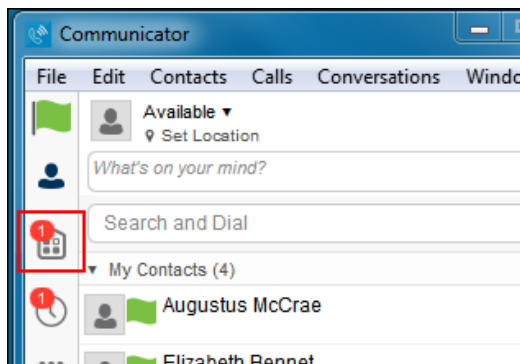 Communicator
File Edit Contacts Calls Conversations
Available ▾
Set Location
What's on your mind?
Search and Dial
1
▾ My Contacts (4)
1
Augustus McCrae
Elizabeth Bennet